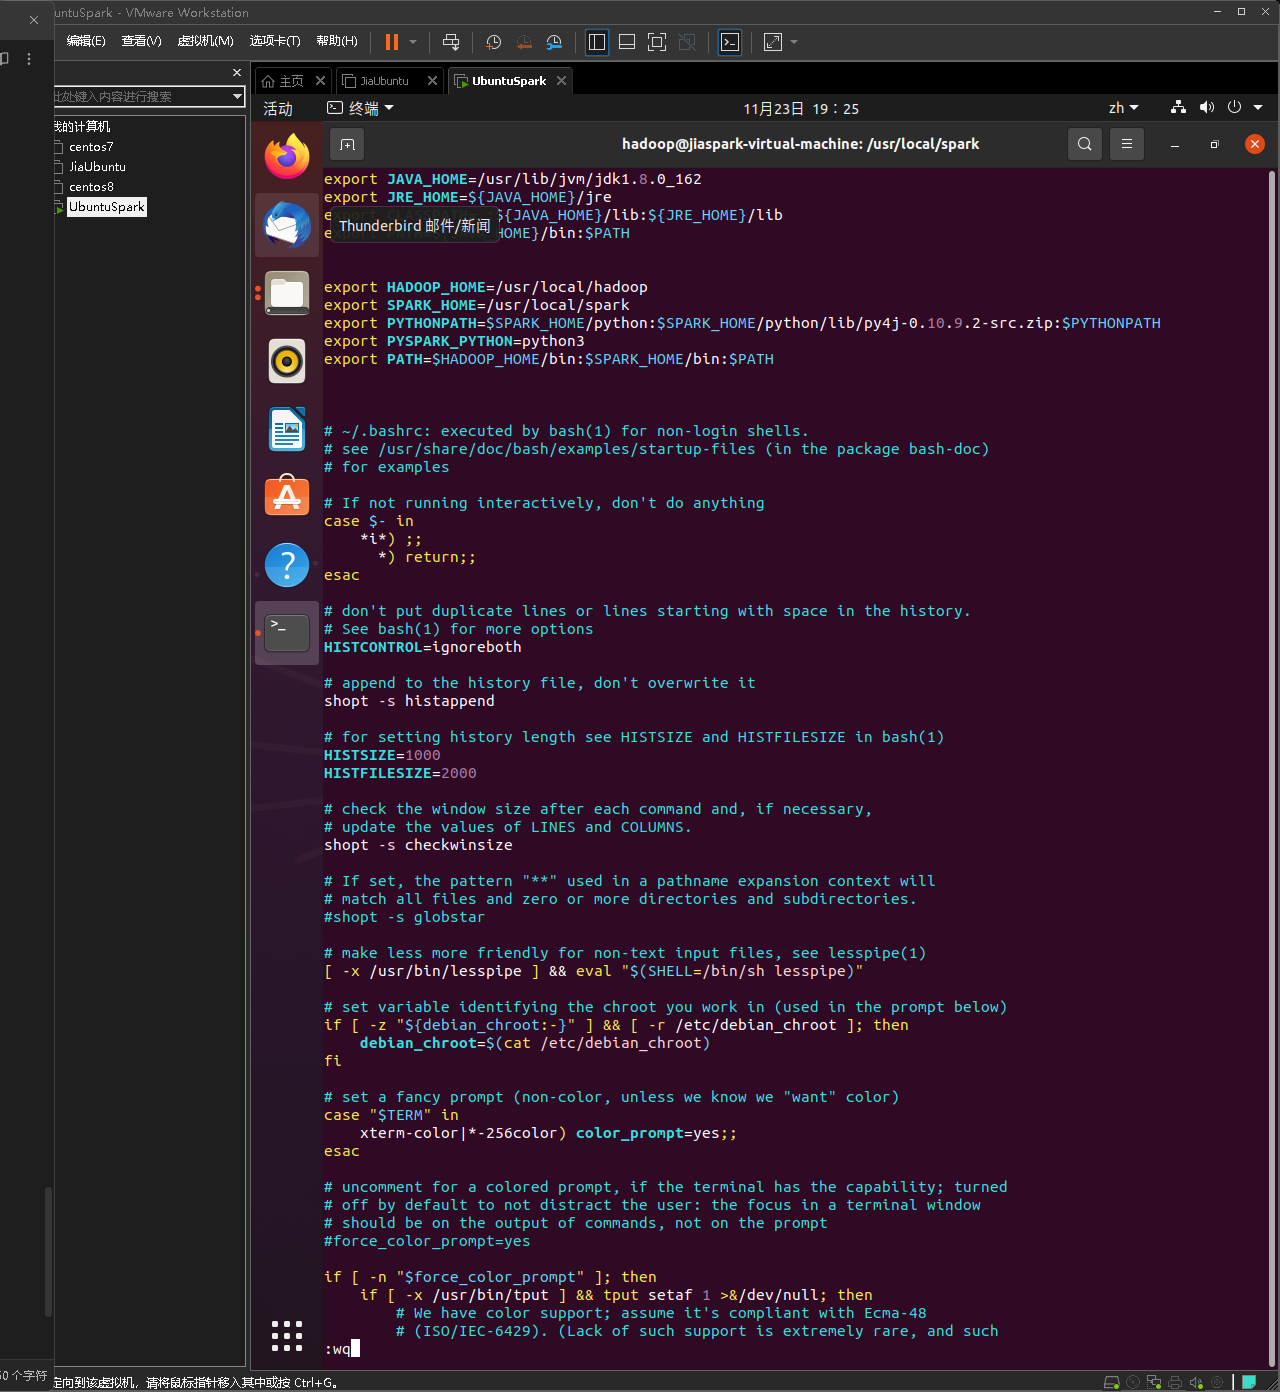 buntuSpark - VMware Workstation
编辑(E) 查看(V) 虚拟机(M) 选项卡(T) 帮助(H)
此处键入内容进行搜索
我的计算机
centos7
JiaUbuntu
centos8
UbuntuSpark
主页 JiaUbuntu UbuntuSpark
活动 终端 11月23日 19：25 zh
hadoop@jiaspark-virtual-machine: /usr/local/spark
Thunderbird 邮件/新闻
export JAVA_HOME=/usr/lib/jvm/jdk1.8.0_162
export JRE_HOME=${JAVA_HOME}/jre
${JAVA_HOME}/lib:${JRE_HOME}/lib
HOME}/bin:$PATH
export HADOOP_HOME=/usr/local/hadoop
export SPARK_HOME=/usr/local/spark
export PYTHONPATH=$SPARK_HOME/python:$SPARK_HOME/python/lib/py4j-0.10.9.2-src.zip:$PYTHONPATH
export PYSPARK_PYTHON=python3
export PATH=$HADOOP_HOME/bin:$SPARK_HOME/bin:$PATH
# ~/.bashrc: executed by bash(1) for non-login shells.
# see /usr/share/doc/bash/examples/startup-files (in the package bash-doc)
# for examples
# If not running interactively, don't do anything
case $- in
*i*) ;;
*) return;;
esac
# don't put duplicate lines or lines starting with space in the history.
# See bash(1) for more options
HISTCONTROL=ignoreboth
# append to the history file, don't overwrite it
shopt -s histappend
# for setting history length see HISTSIZE and HISTFILESIZE in bash(1)
HISTSIZE=1000
HISTFILESIZE=2000
# check the window size after each command and, if necessary,
# update the values of LINES and COLUMNS.
shopt -s checkwinsize
# If set, the pattern "**" used in a pathname expansion context will
# match all files and zero or more directories and subdirectories.
#shopt -s globstar
# make less more friendly for non-text input files, see lesspipe(1)
[ -x /usr/bin/lesspipe ] && eval "$(SHELL=/bin/sh lesspipe)"
# set variable identifying the chroot you work in (used in the prompt below)
if [ -z "${debian_chroot:-}" ] && [ -r /etc/debian_chroot ]; then
debian_chroot=$(cat /etc/debian_chroot)
fi
# set a fancy prompt (non-color, unless we know we "want" color)
case "$TERM" in
xterm-color|*-256color) color_prompt=yes;;
esac
# uncomment for a colored prompt, if the terminal has the capability; turned
# off by default to not distract the user: the focus in a terminal window
# should be on the output of commands, not on the prompt
#force_color_prompt=yes
if [ -n "$force_color_prompt" ]; then
if [ -x /usr/bin/tput ] && tput setaf 1 >&/dev/null; then
# We have color support; assume it's compliant with Ecma-48
# (ISO/IEC-6429). (Lack of such support is extremely rare, and such
:wq
0 个字符
定向到该虚拟机，请将鼠标指针移入其中或按 Ctrl+G。